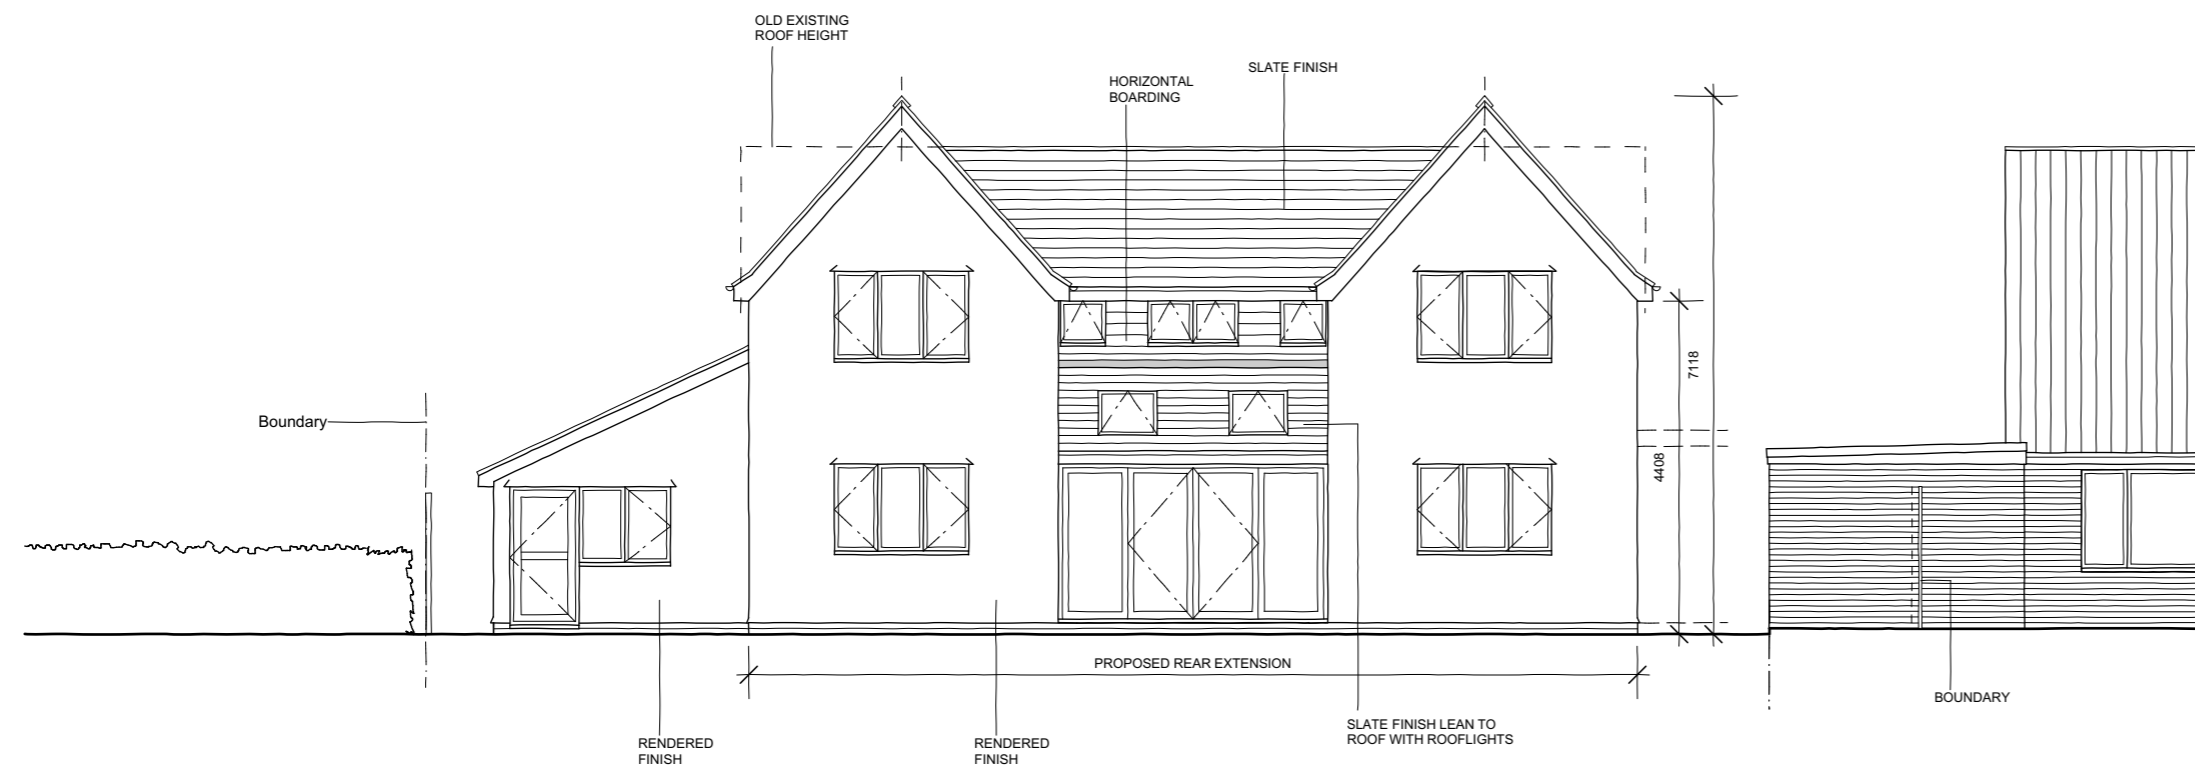 OLD EXISTING
ROOF HEIGHT
HORIZONTAL
BOARDING
SLATE FINISH
7118
Boundary
4408
PROPOSED REAR EXTENSION
BOUNDARY
SLATE FINISH LEAN TO
ROOF WITH ROOFLIGHTS
RENDERED
FINISH
RENDERED
FINISH